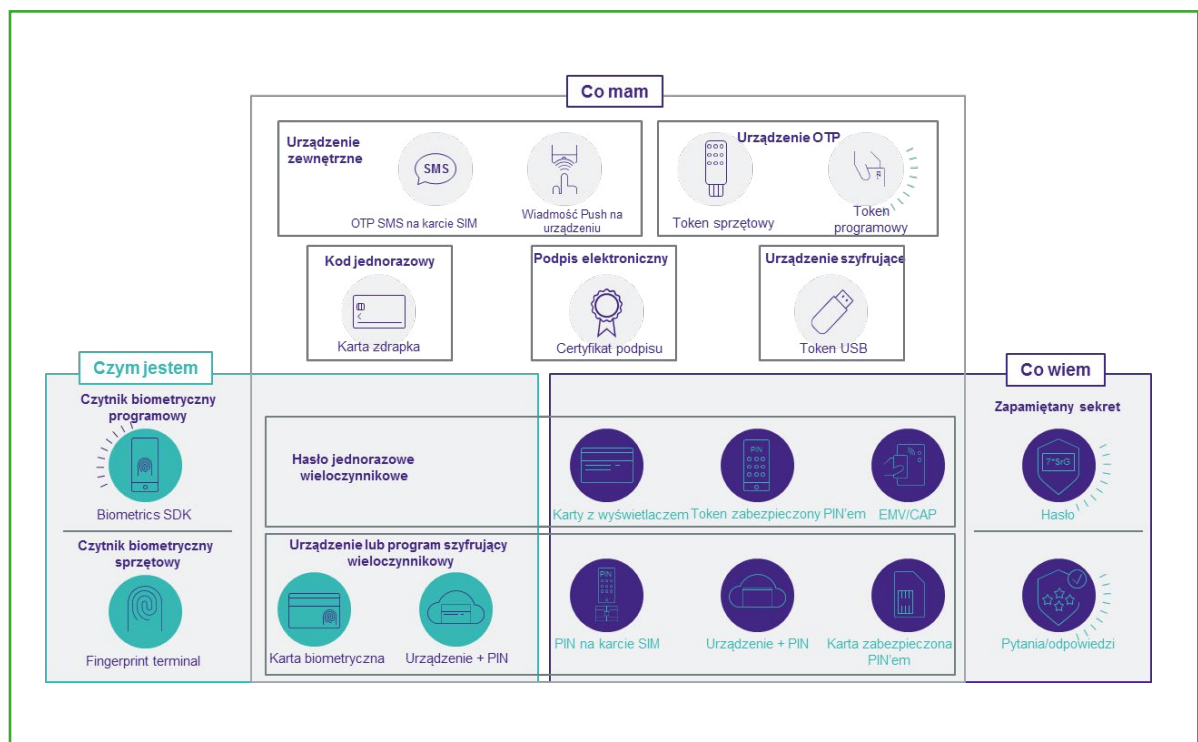 Co mam
Urządzenie
zewnętrzne
SMS
OTP SMS na karcie SIM
Wiadmość Push na
urządzeniu
Urządzenie OTP
Token sprzętowy
Token
programowy
Kod jednorazowy
Karta zdrapka
Podpis elektroniczny
Certyfikat podpisu
Urządzenie szyfrujące
Token USB
Czym jestem
Czytnik biometryczny
programowy
Biometrics SDK
Czytnik biometryczny
sprzętowy
Fingerprint terminal
Hasło jednorazowe
wieloczynnikowe
Karty z wyświetlaczem
PIN
Token zabezpieczony PIN'em
EMV/CAP
Urządzenie lub program szyfrujący
wieloczynnikowy
Karta biometryczna
Urządzenie + PIN
PIN
PIN na karcie SIM
Urządzenie + PIN
Karta zabezpieczona
PIN'em
Co wiem
Zapamiętany sekret
7*SrG
Hasło
Pytania/odpowiedzi